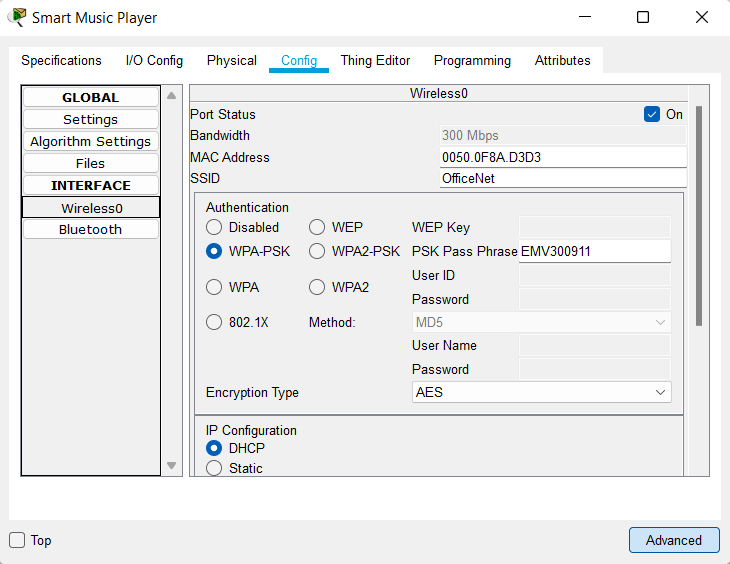 Smart Music Player
Specifications I/O Config Physical Config Thing Editor Programming Attributes
GLOBAL
Settings
Algorithm Settings
Files
INTERFACE
Wireless0
Bluetooth
Wireless0
Port Status On
Bandwidth 300 Mbps
MAC Address 0050.0F8A.D3D3
SSID OfficeNet
Authentication
Disabled WEP WEP Key
WPA-PSK WPA2-PSK PSK Pass Phrase EMV300911
User ID
WPA WPA2
Password
802.1X Method: MD5
User Name
Password
Encryption Type AES
IP Configuration
DHCP
Static
Top Advanced